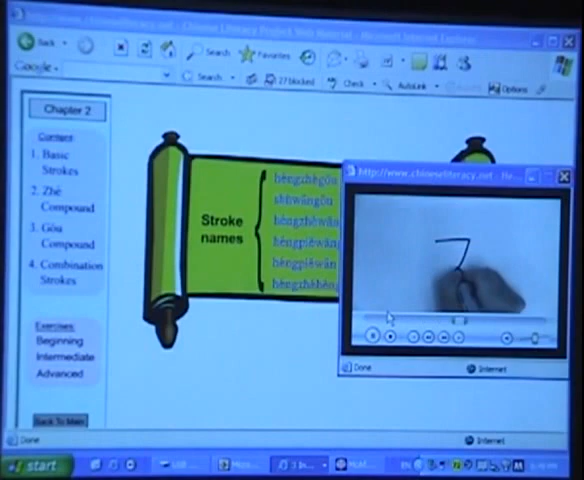 http://www.chineseliteracy.net - Chinese Literacy Project Web Material - Microsoft Internet Explorer
Back
Search
Favorites
Google
Search
27 blocked
Check
AutoLink
Options
Chapter 2
Content
1. Basic
Strokes
2. Zhé
Compound
3. Gōu
Compound
4. Combination
Strokes
Exercises:
Beginning
Intermediate
Advanced
Back To Main
Stroke
names
héngzhégōu
shùwāngōu
héngpiěwān
http://www.chineseliteracy.net - He...
Done
Internet
Done
Internet
start
EN